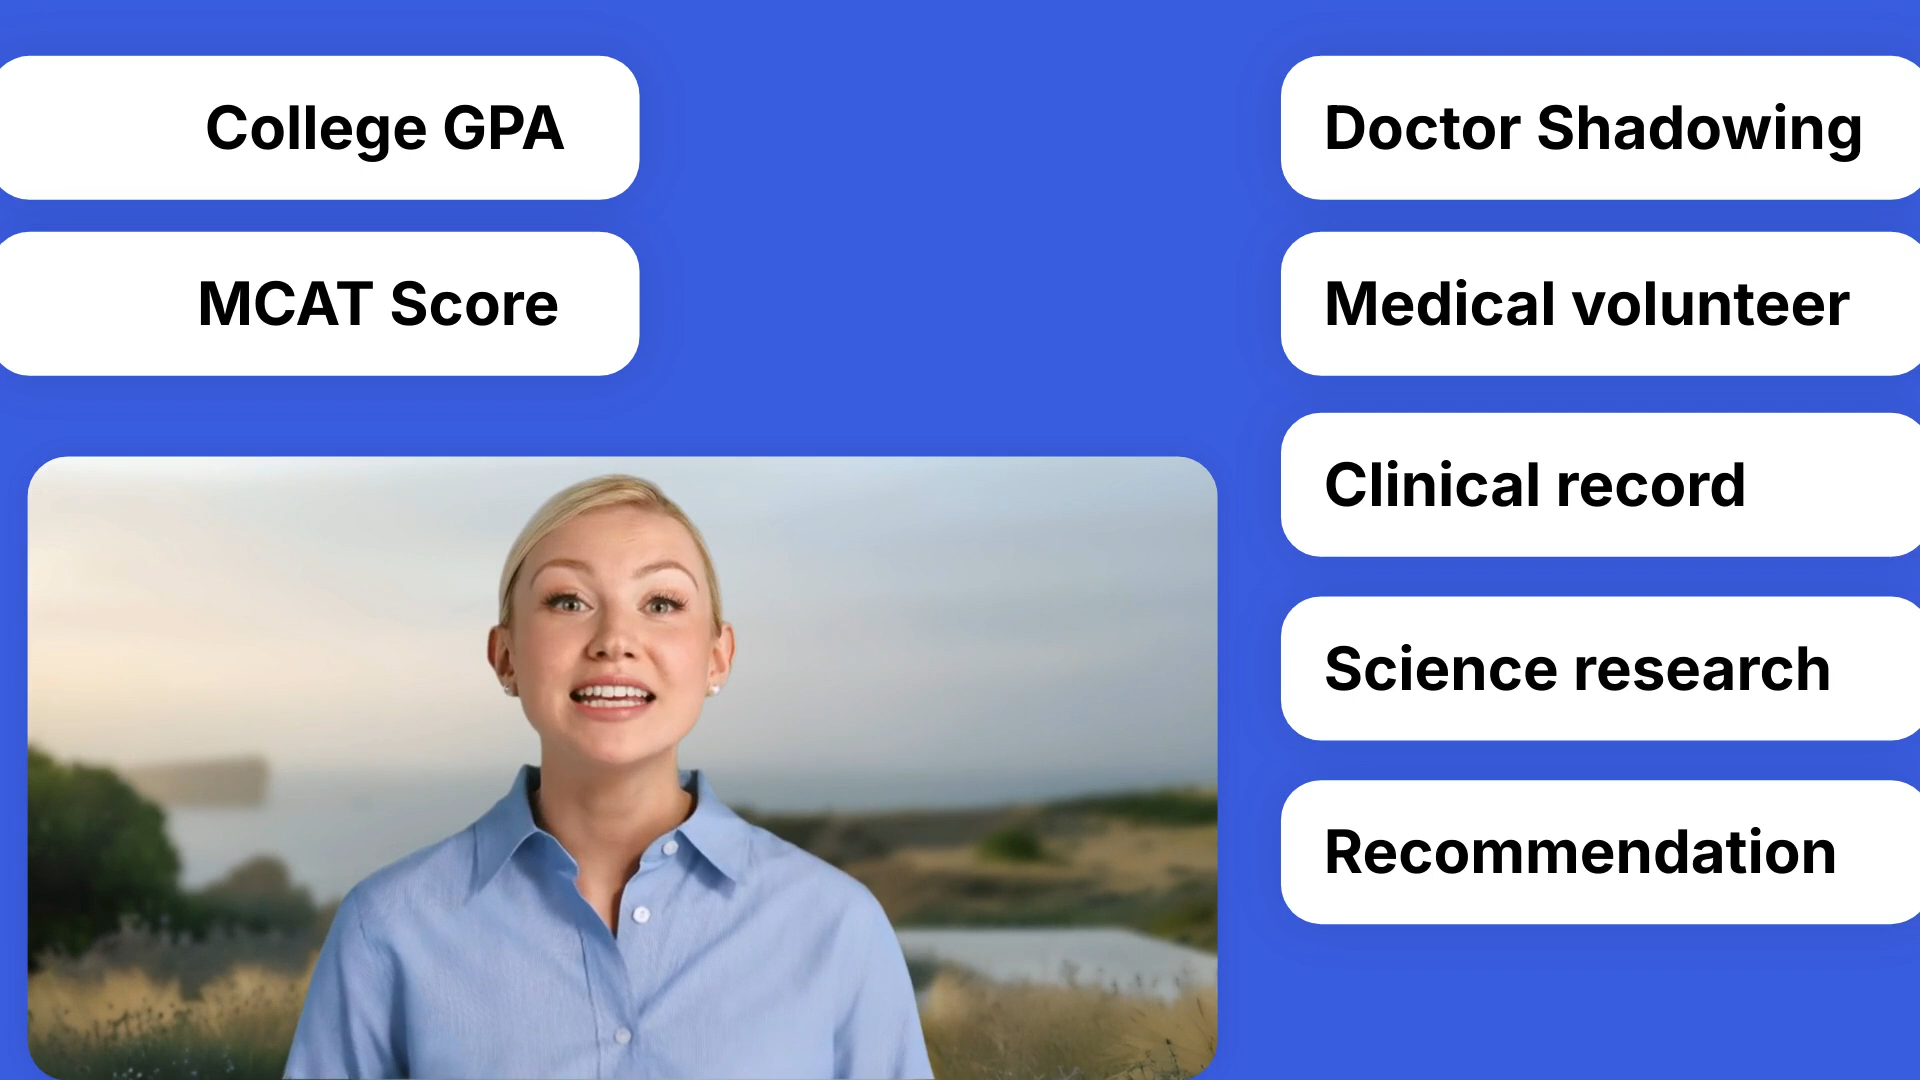 College GPA
MCAT Score
Doctor Shadowing
Medical volunteer
Clinical record
Science research
Recommendation